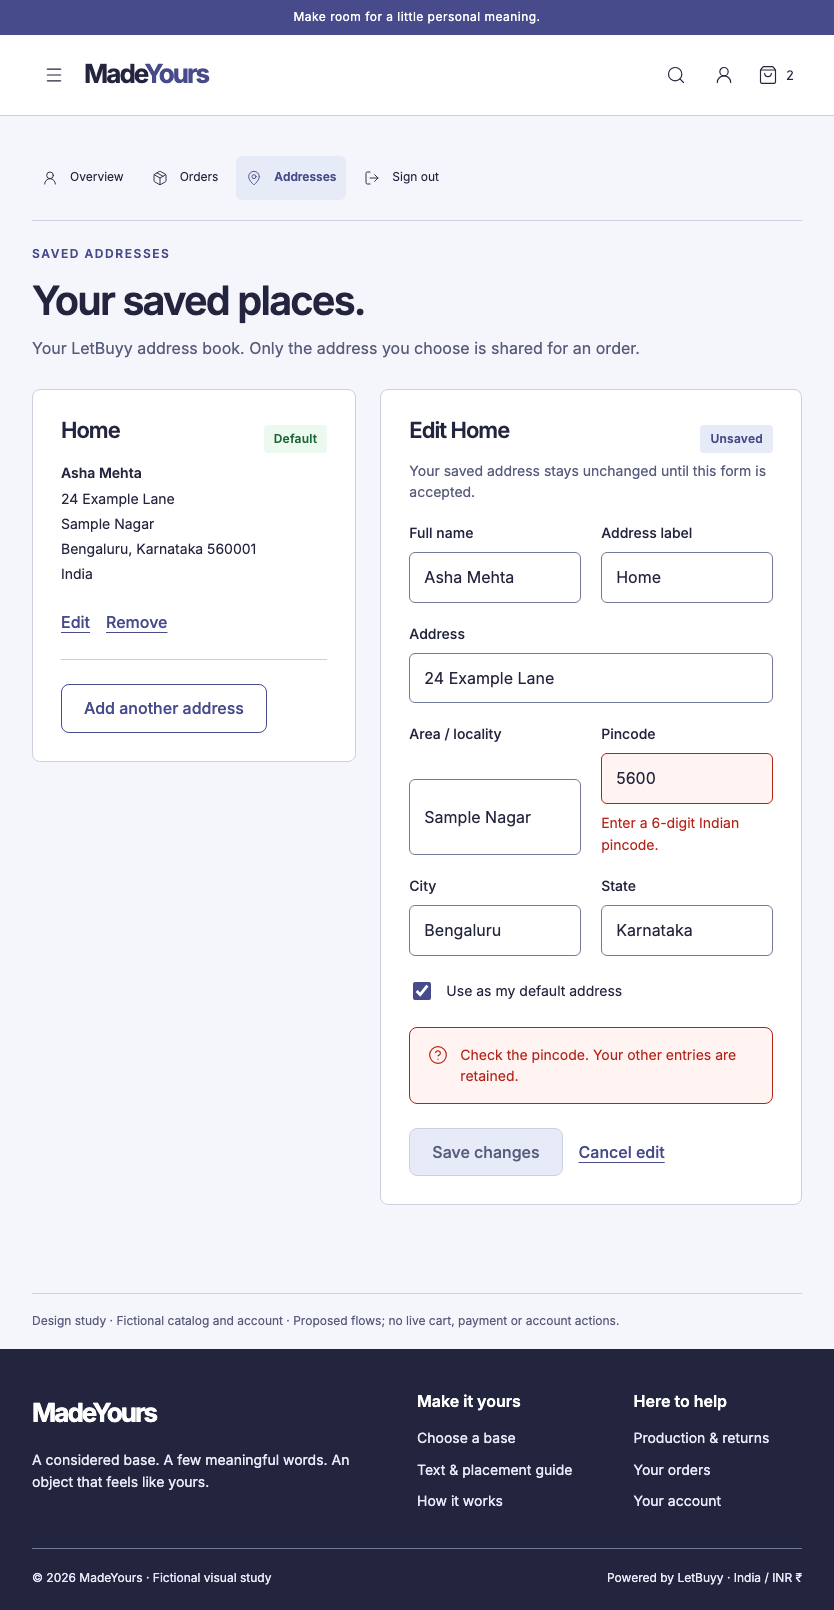 Make room for a little personal meaning.
MadeYours
2
Overview
Orders
Addresses
Sign out
SAVED ADDRESSES
Your saved places.
Your LetBuyy address book. Only the address you choose is shared for an order.
Home
Default
Asha Mehta
24 Example Lane
Sample Nagar
Bengaluru, Karnataka 560001
India
Edit Remove
Add another address
Edit Home
Unsaved
Your saved address stays unchanged until this form is
accepted.
Full name
Address label
Asha Mehta
Home
Address
24 Example Lane
Area / locality
Pincode
Sample Nagar
5600
Enter a 6-digit Indian
pincode.
City
State
Bengaluru
Karnataka
Use as my default address
Check the pincode. Your other entries are
retained.
Save changes
Cancel edit
Design study · Fictional catalog and account · Proposed flows; no live cart, payment or account actions.
MadeYours
A considered base. A few meaningful words. An
object that feels like yours.
Make it yours
Choose a base
Text & placement guide
How it works
Here to help
Production & returns
Your orders
Your account
© 2026 MadeYours · Fictional visual study
Powered by LetBuyy · India / INR ₹